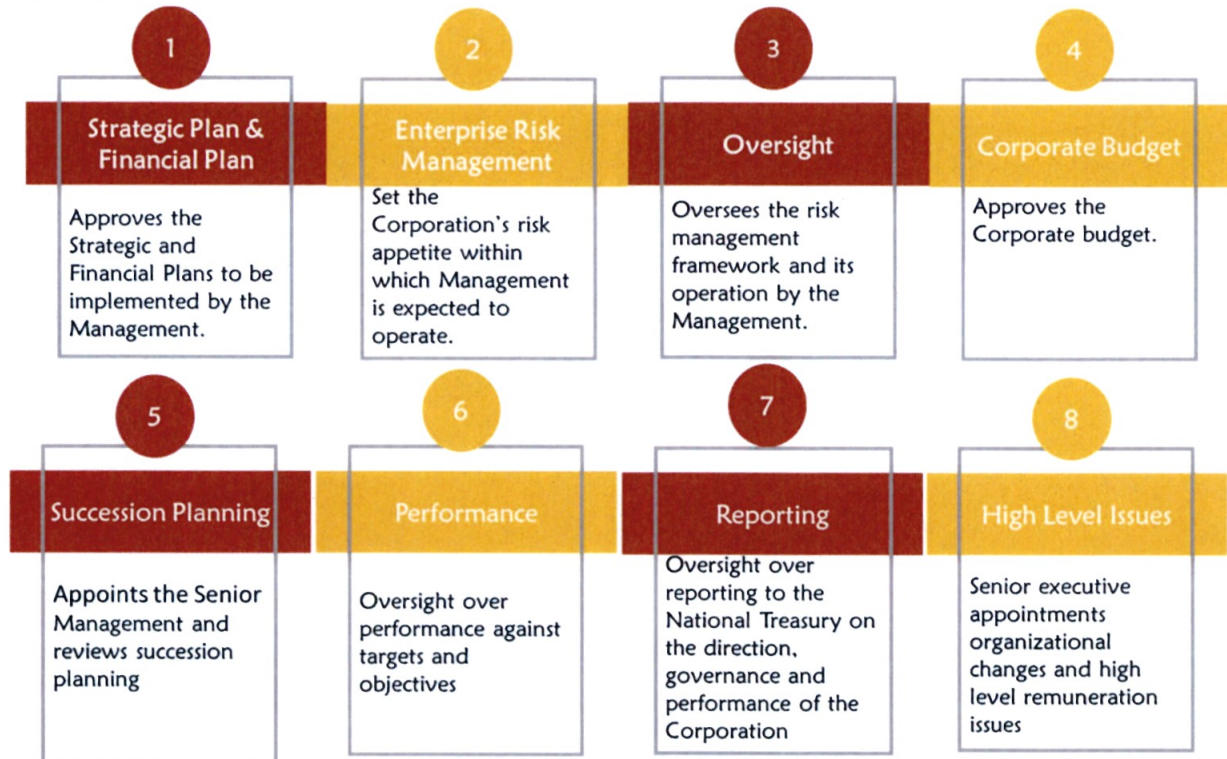 1
Strategic Plan &
Financial Plan
Approves the
Strategic and
Financial Plans to be
implemented by the
Management.
2
Enterprise Risk
Management
Set the
Corporation's risk
appetite within
which Management
is expected to
operate.
3
Oversight
Oversees the risk
management
framework and its
operation by the
Management.
4
Corporate Budget
Approves the
Corporate budget.
5
Succession Planning
Appoints the Senior
Management and
reviews succession
planning
6
Performance
Oversight over
performance against
targets and
objectives
7
Reporting
Oversight over
reporting to the
National Treasury on
the direction,
governance and
performance of the
Corporation
8
High Level Issues
Senior executive
appointments
organizational
changes and high
level remuneration
issues